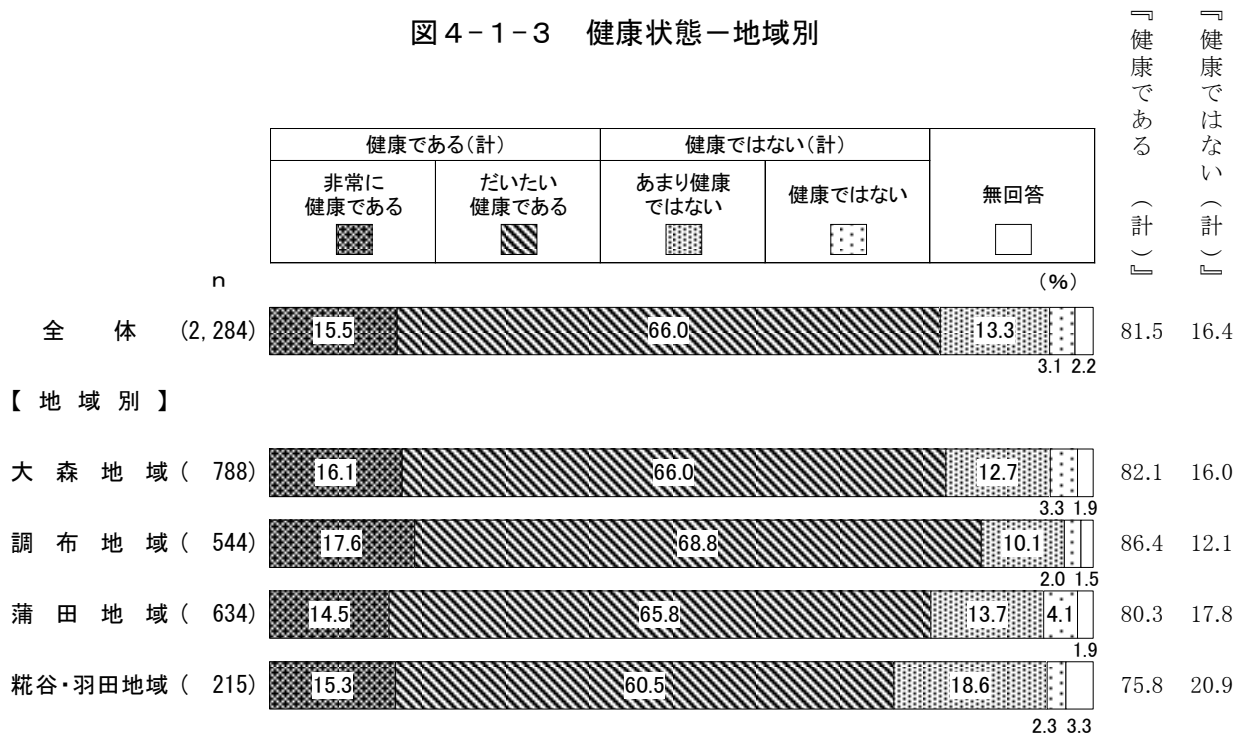 図4-1-3 健康状態－地域別
『健康である(計)』
『健康ではない(計)』
健康である(計) 健康ではない(計)
非常に
健康である
だいたい
健康である
あまり健康
ではない
健康ではない
無回答
n (%)
全体 (2,284) 15.5 66.0 13.3 81.5 16.4
3.1 2.2
【地域別】
大森地域 ( 788) 16.1 66.0 12.7 82.1 16.0
3.3 1.9
調布地域 ( 544) 17.6 68.8 10.1 86.4 12.1
2.0 1.5
蒲田地域 ( 634) 14.5 65.8 13.7 4.1 80.3 17.8
1.9
糀谷・羽田地域 ( 215) 15.3 60.5 18.6 75.8 20.9
2.3 3.3